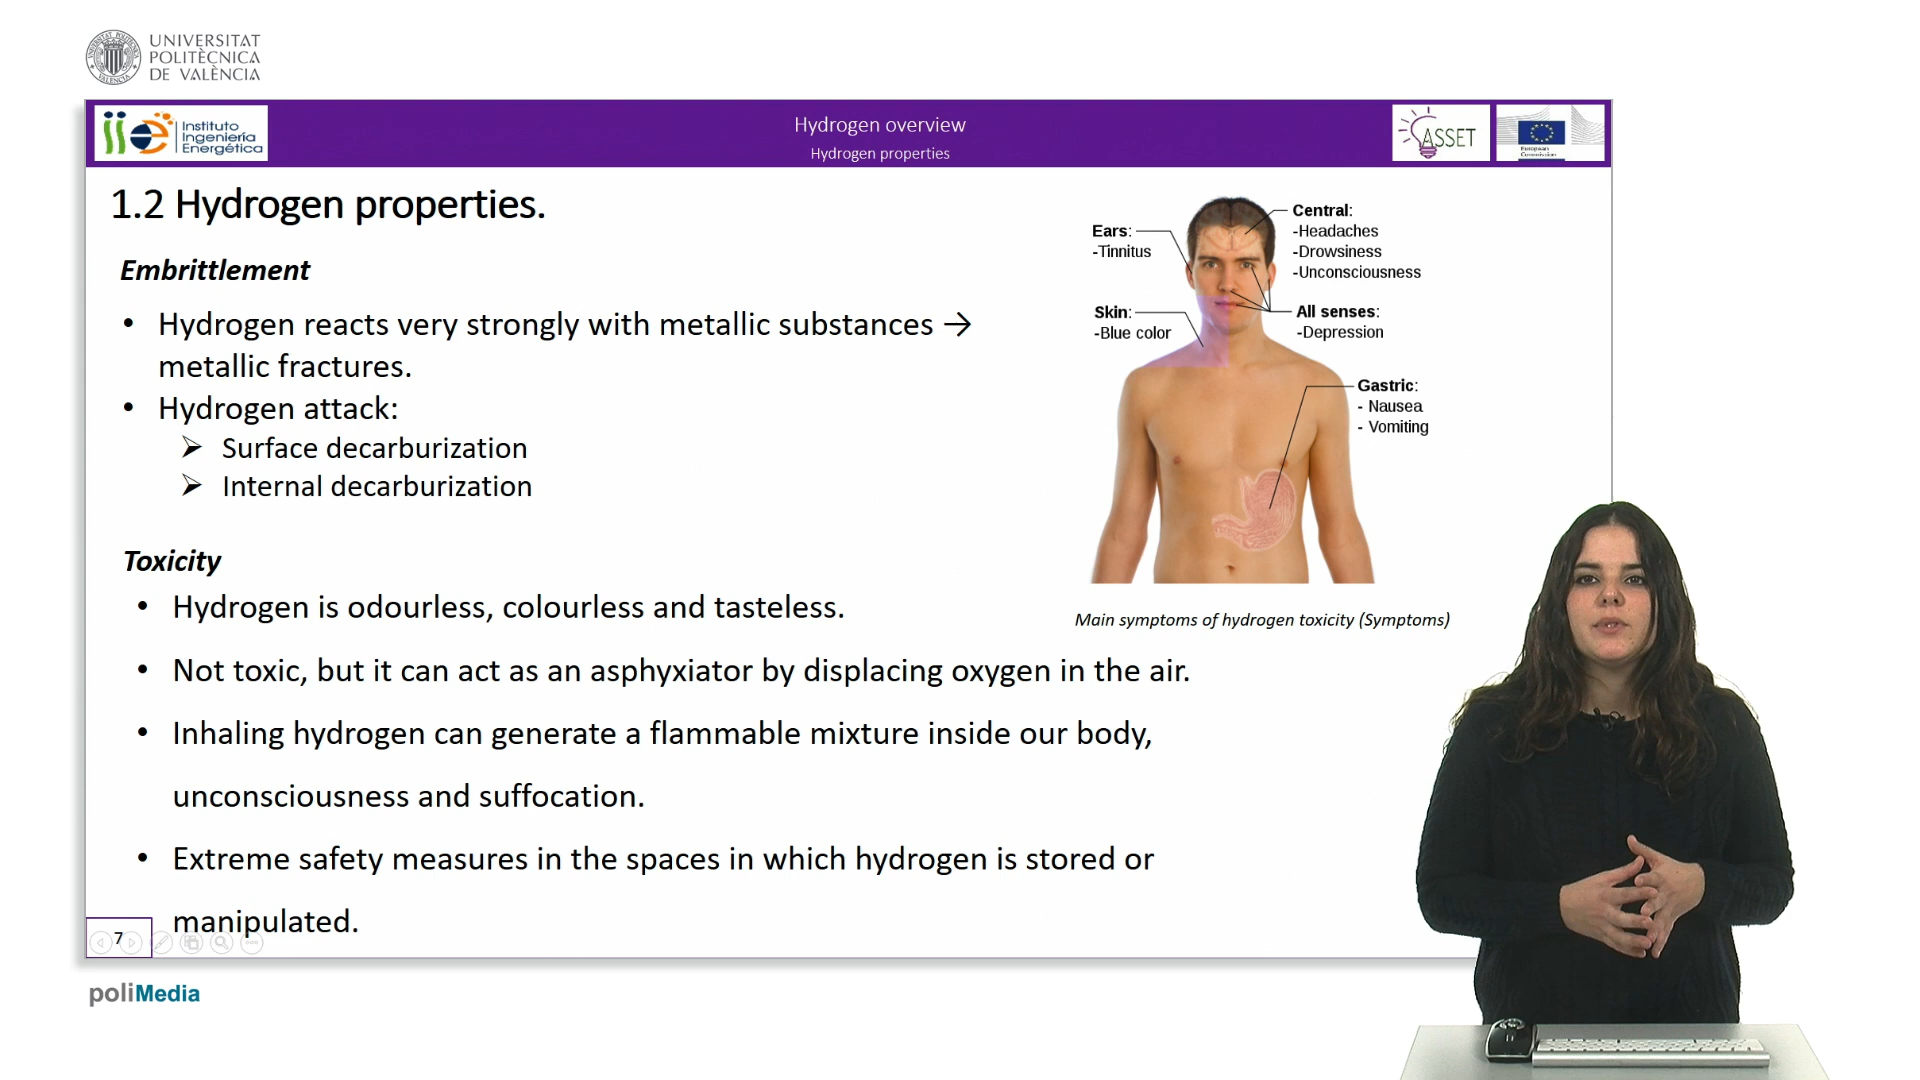 UNIVERSITAT
POLITÈCNICA
DE VALÈNCIA
iie Instituto
Ingeniería
Energética
Hydrogen overview
Hydrogen properties
ASSET
European
Commission
1.2 Hydrogen properties.
Embrittlement
• Hydrogen reacts very strongly with metallic substances →
metallic fractures.
• Hydrogen attack:
➢ Surface decarburization
➢ Internal decarburization
Ears:
-Tinnitus
Central:
-Headaches
-Drowsiness
-Unconsciousness
Skin:
-Blue color
All senses:
-Depression
Gastric:
- Nausea
- Vomiting
Main symptoms of hydrogen toxicity (Symptoms)
Toxicity
• Hydrogen is odourless, colourless and tasteless.
• Not toxic, but it can act as an asphyxiator by displacing oxygen in the air.
• Inhaling hydrogen can generate a flammable mixture inside our body,
unconsciousness and suffocation.
• Extreme safety measures in the spaces in which hydrogen is stored or
manipulated.
7
poliMedia